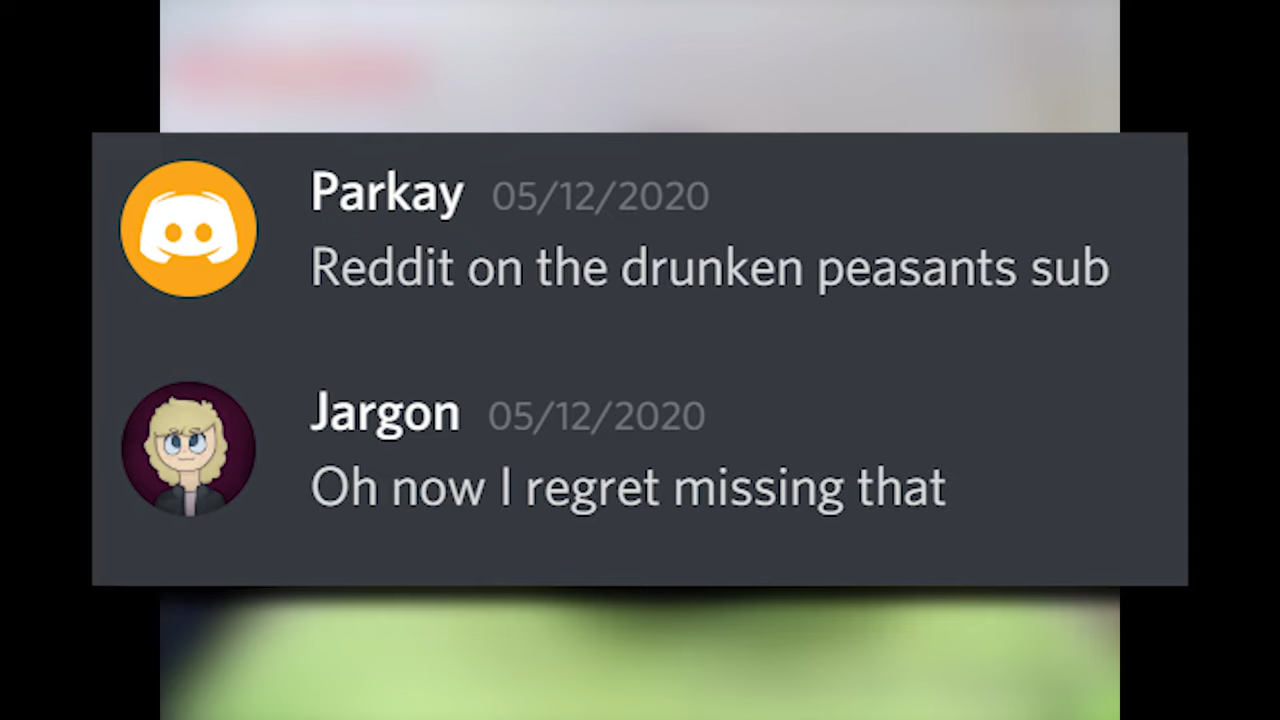 Parkay 05/12/2020
Reddit on the drunken peasants sub
Jargon 05/12/2020
Oh now I regret missing that